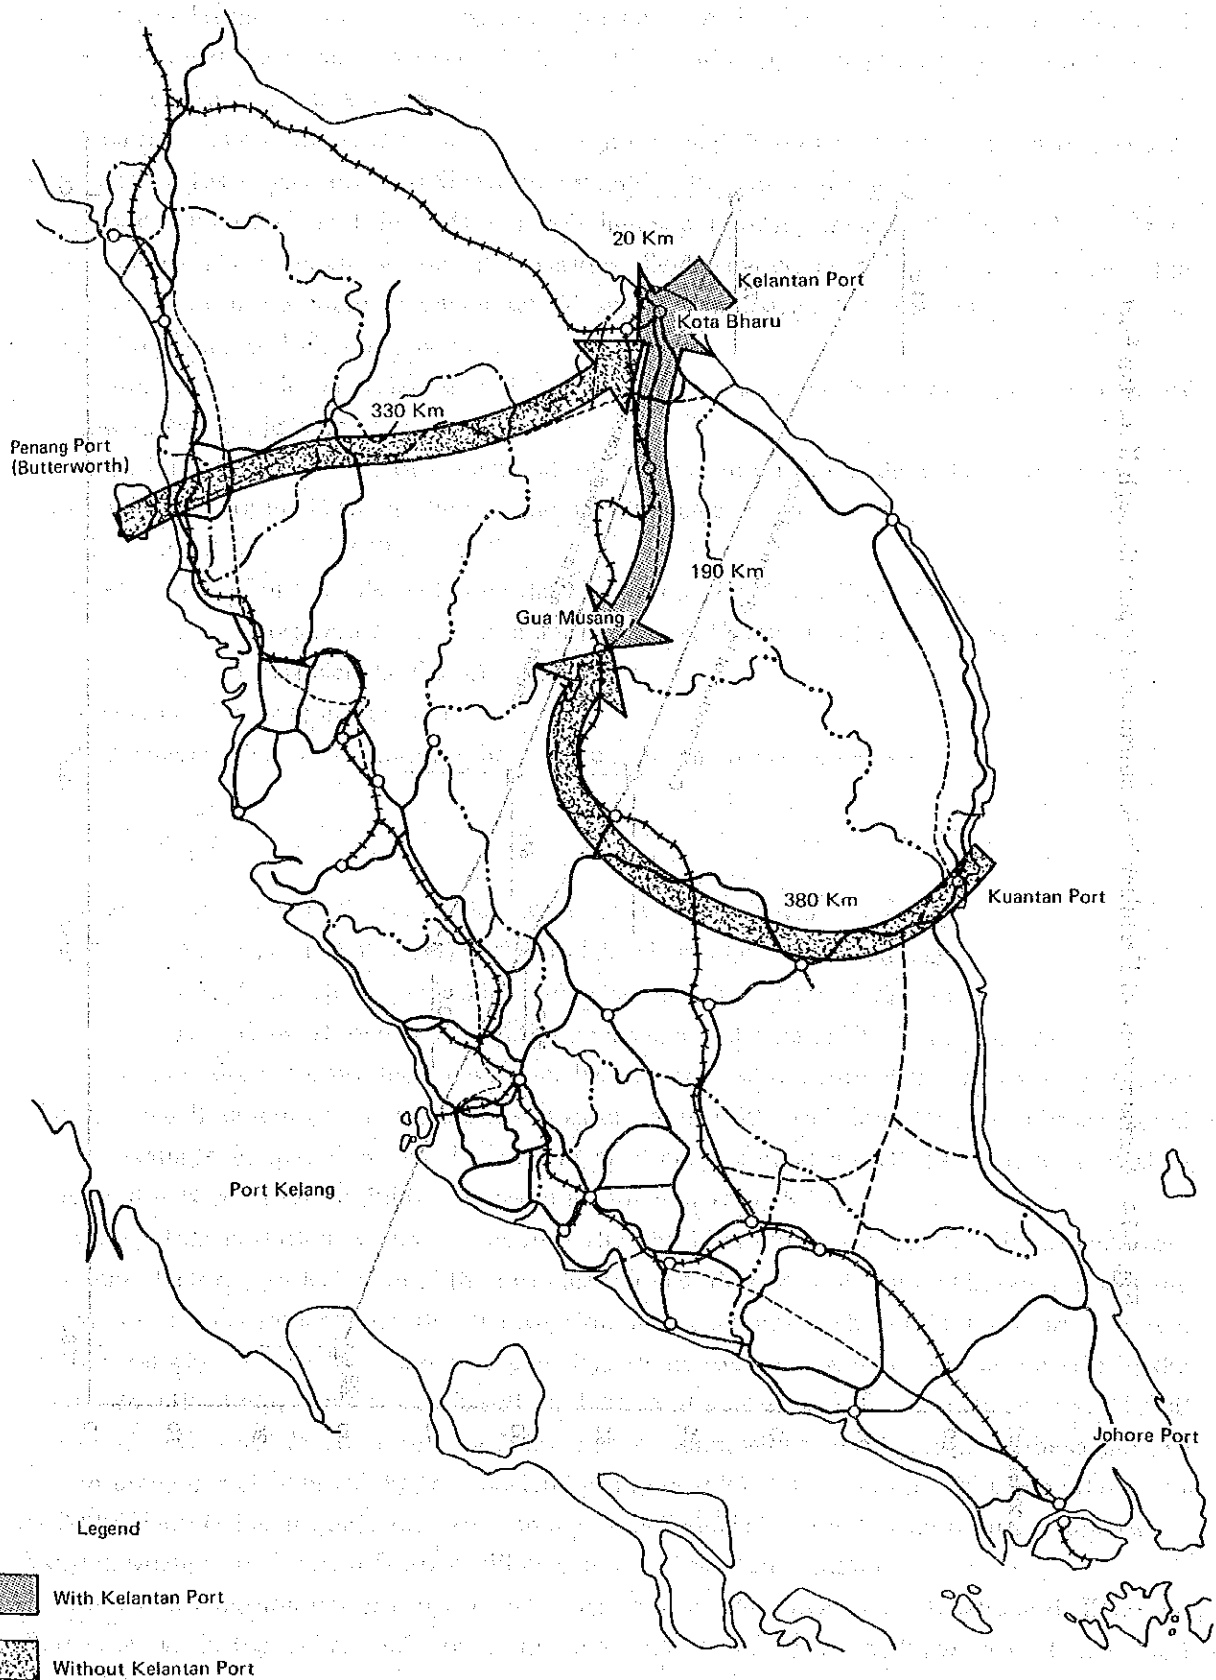 20 Km
Kelantan Port
Kota Bharu
330 Km
Penang Port
(Butterworth)
190 Km
Gua Musang
380 Km
Kuantan Port
Port Kelang
Johore Port
Legend
With Kelantan Port
Without Kelantan Port